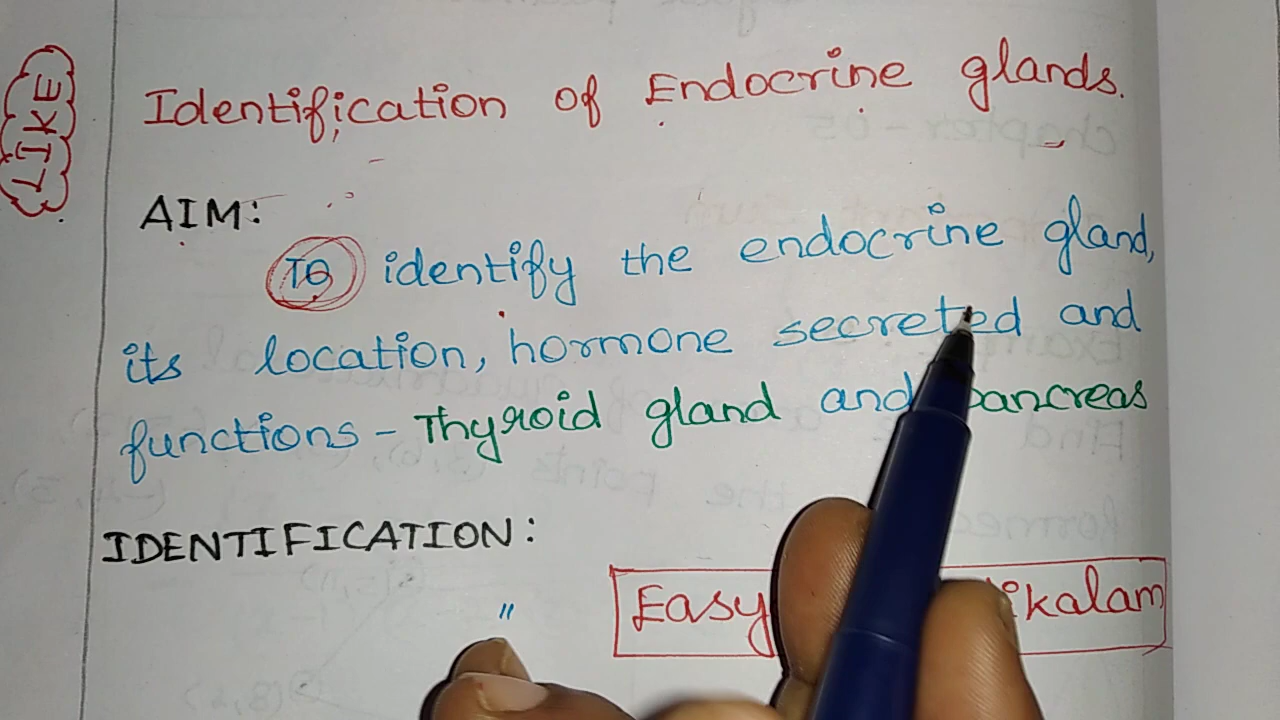 LIKE
Identification of Endocrine glands.
AIM:
To identify the endocrine gland,
its location, hormone secreted and
functions - Thyroid gland and pancreas
IDENTIFICATION:
"
Easy